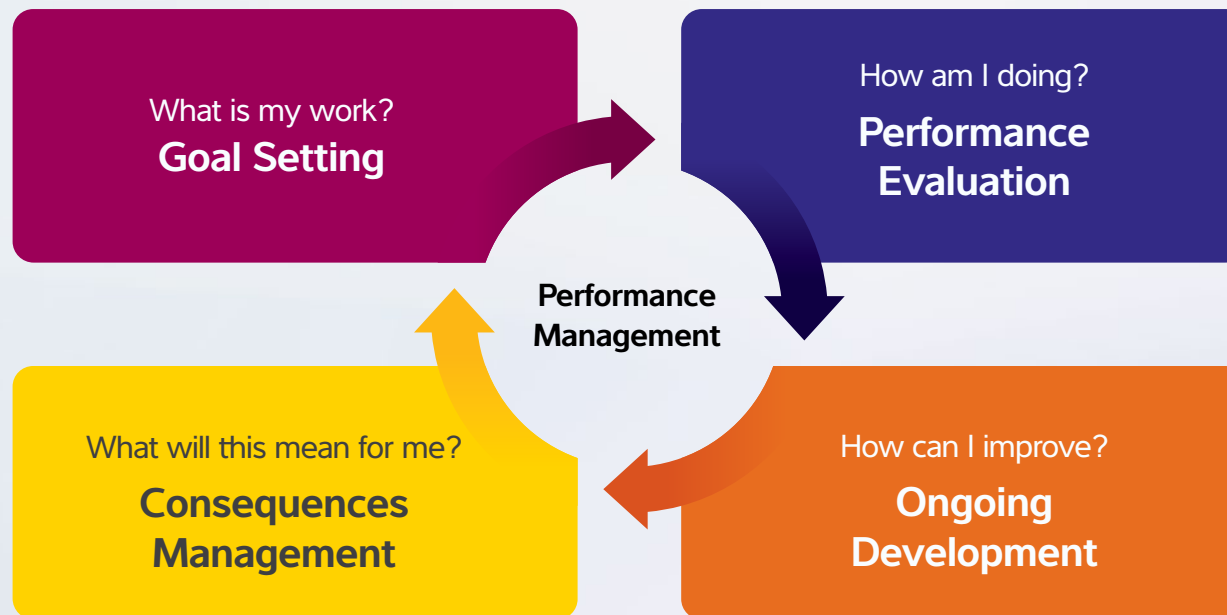 What is my work?
Goal Setting
How am I doing?
Performance
Evaluation
Performance
Management
What will this mean for me?
Consequences
Management
How can I improve?
Ongoing
Development